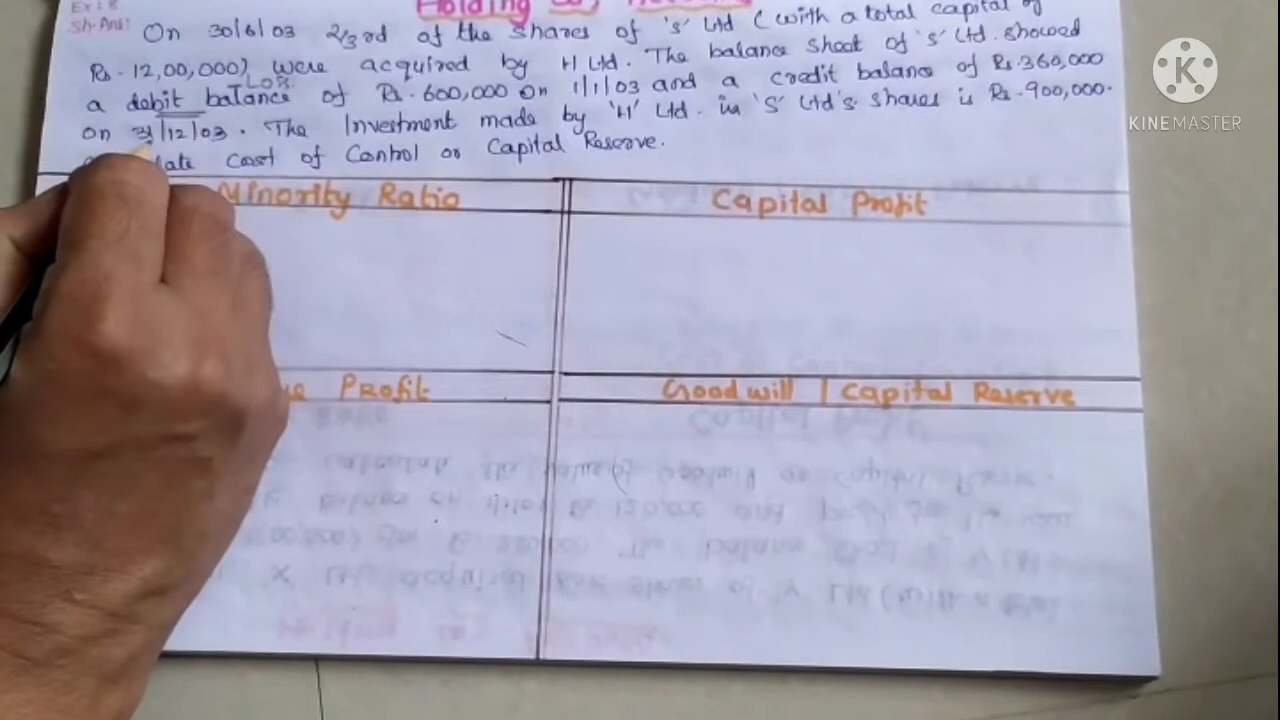 Ex: 8
Holding Co;
Sh. Ans:
On 30/6/03 2/3 rd of the shares of 's' Ltd (with a total capital of
Rs. 12,00,000) were acquired by H Ltd. The balance sheet of 's' Ltd. showed
Loss
a debit balance of Rs. 600,000 on 1/1/03 and a credit balance of Rs. 360,000
on 31/12/03. The Investment made by 'H' Ltd. in 'S' Ltd's shares is Rs. 900,000.
late cost of Control or Capital Reserve.
KINEMASTER
Minority Ratio
Capital Profit
Profit
Goodwill / Capital Reserve